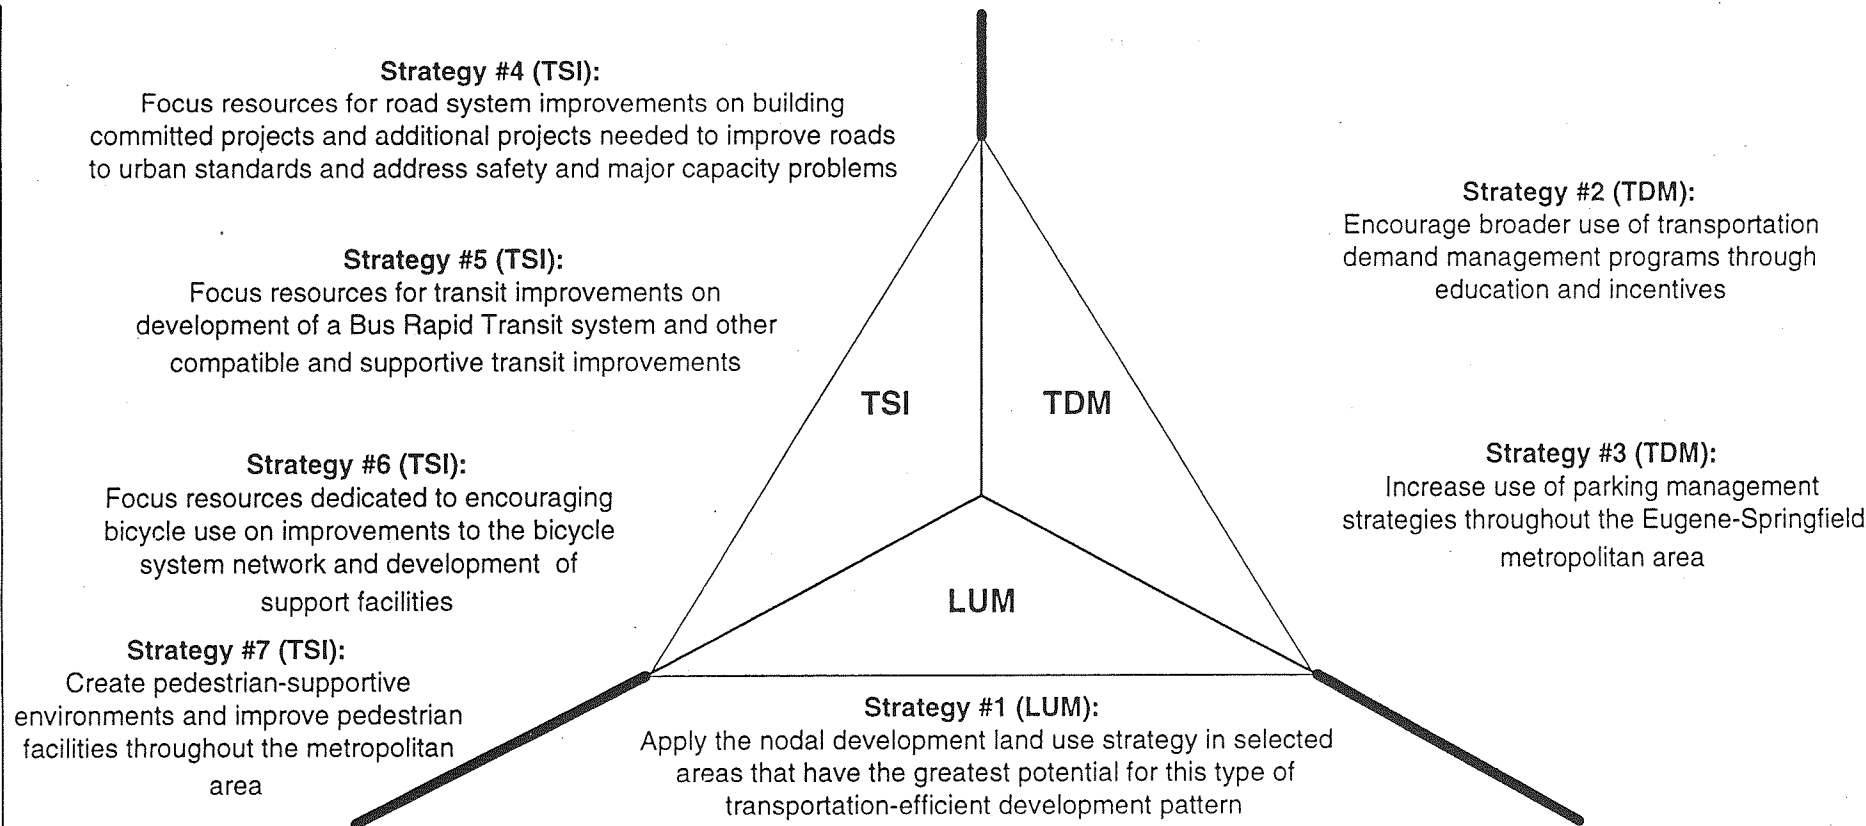 Strategy #4 (TSI):
Focus resources for road system improvements on building
committed projects and additional projects needed to improve roads
to urban standards and address safety and major capacity problems
Strategy #5 (TSI):
Focus resources for transit improvements on
development of a Bus Rapid Transit system and other
compatible and supportive transit improvements
Strategy #6 (TSI):
Focus resources dedicated to encouraging
bicycle use on improvements to the bicycle
system network and development of
support facilities
Strategy #7 (TSI):
Create pedestrian-supportive
environments and improve pedestrian
facilities throughout the metropolitan
area
TSI
TDM
LUM
Strategy #2 (TDM):
Encourage broader use of transportation
demand management programs through
education and incentives
Strategy #3 (TDM):
Increase use of parking management
strategies throughout the Eugene-Springfield
metropolitan area
Strategy #1 (LUM):
Apply the nodal development land use strategy in selected
areas that have the greatest potential for this type of
transportation-efficient development pattern